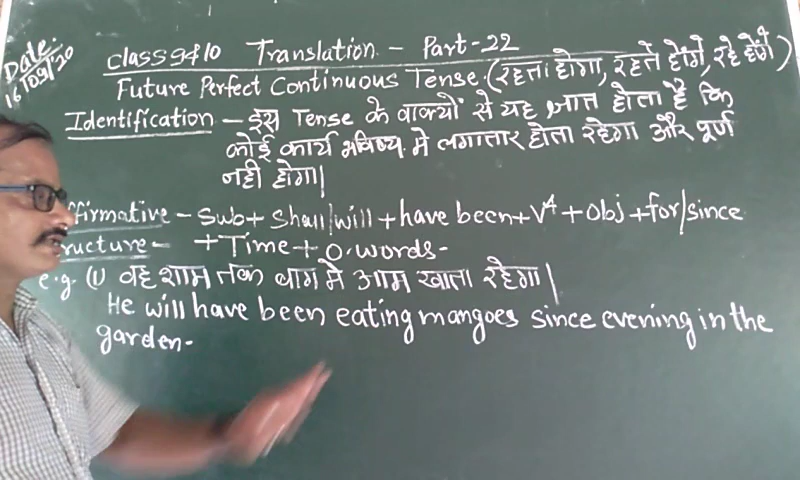 Date:
16/09/20
Class 9 & 10 Translation - Part-22
Future Perfect Continuous Tense (रहता होगा, रहते होंगे, रहे होंगे)
Identification - इस Tense के वाक्यों से यह ज्ञात होता है कि
कोई कार्य भविष्य मे लगातार होता रहेगा और पूर्ण
नही होगा|
ffirmative - Sub + Shall/will + have been + V⁴ + Obj + for/since
ructure - + Time + O.words.
e.g. (1) वह शाम तक बाग मे आम खाता रहेगा|
He will have been eating mangoes since evening in the
garden.